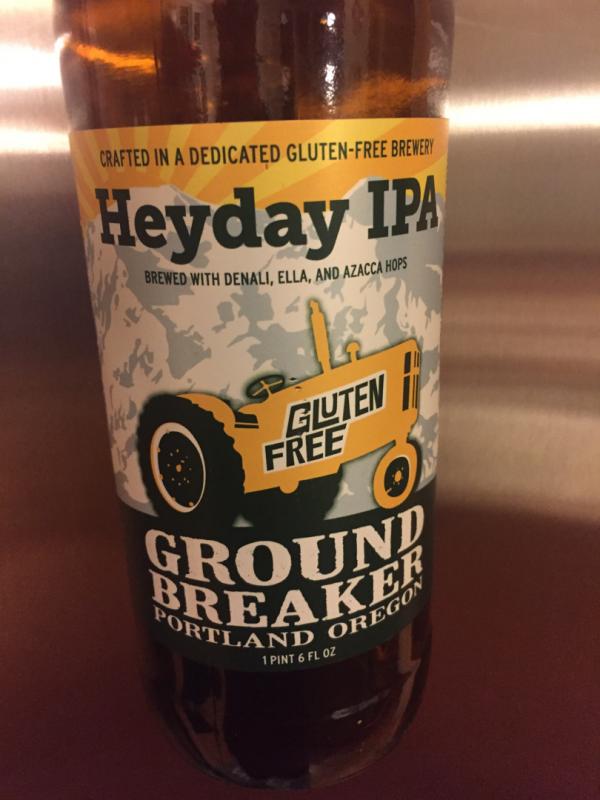 CRAFTED IN A DEDICATED GLUTEN-FREE BREWERY
Heyday IPA
BREWED WITH DENALI, ELLA, AND AZACCA HOPS
GLUTEN
FREE
GROUND
BREAKER
PORTLAND OREGON
1 PINT 6 FL OZ